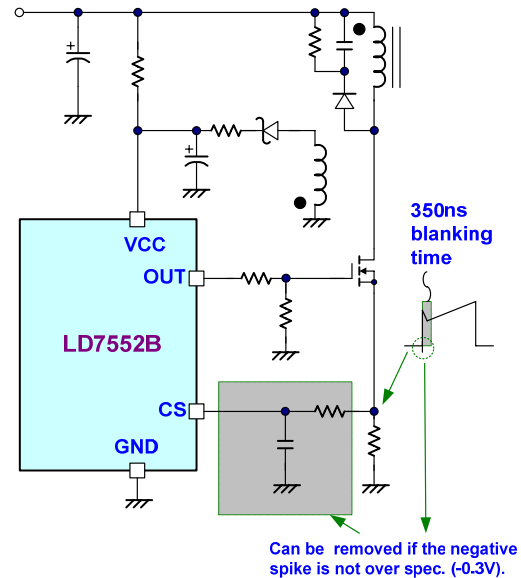 350ns
blanking
time
VCC
OUT
LD7552B
CS
GND
+
+
Can be removed if the negative
spike is not over spec. (-0.3V).